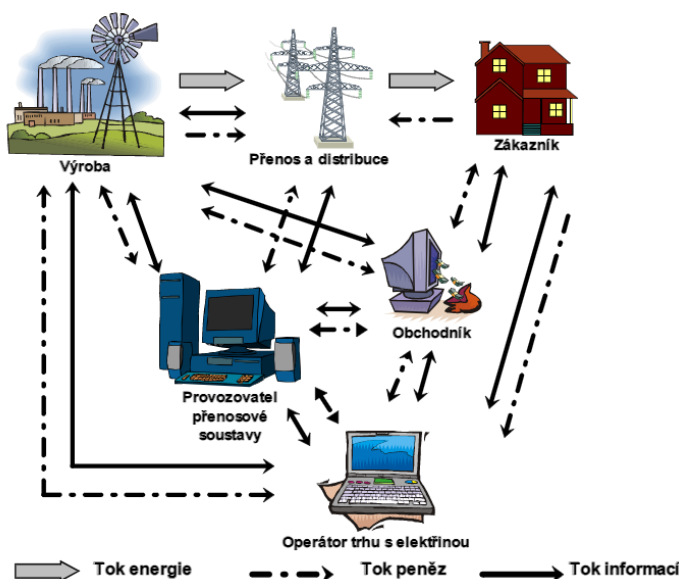 Výroba
Přenos a distribuce
Zákazník
Obchodník
Provozovatel
přenosové
soustavy
Operátor trhu s elektřinou
Tok energie
Tok peněz
Tok informací